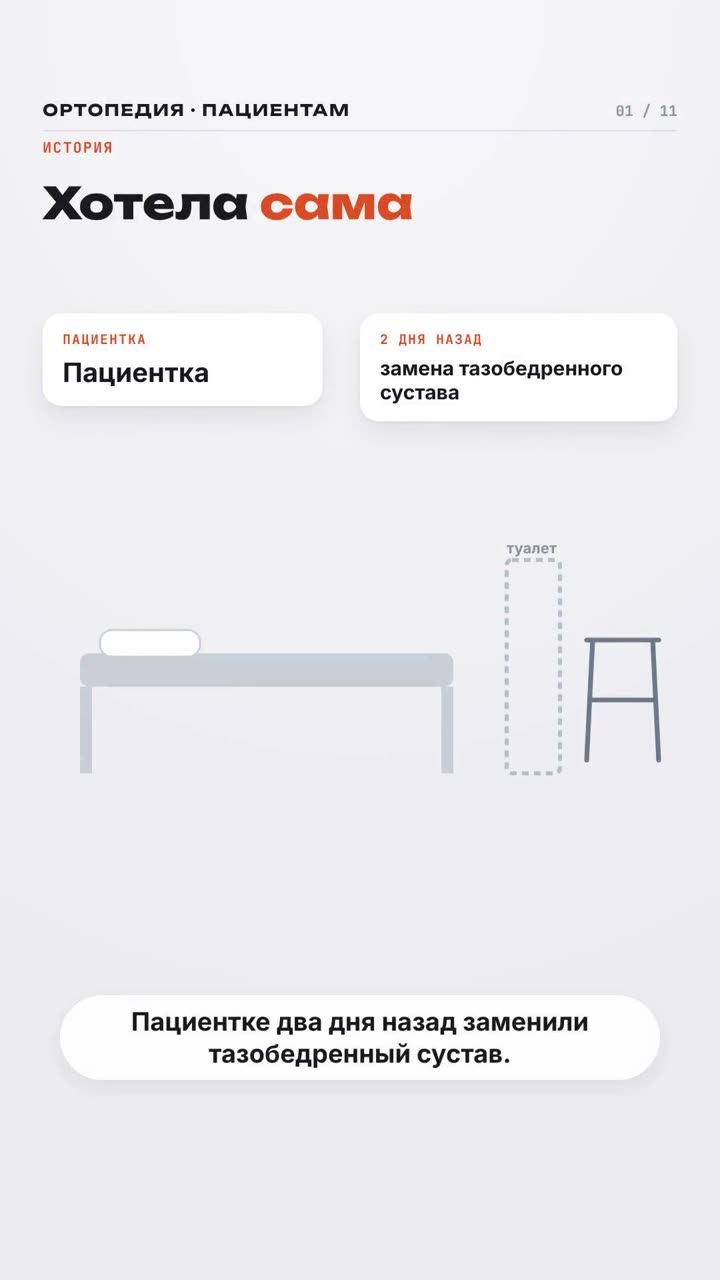 ОРТОПЕДИЯ · ПАЦИЕНТАМ
01 / 11
ИСТОРИЯ
Хотела сама
ПАЦИЕНТКА
Пациентка
2 ДНЯ НАЗАД
замена тазобедренного
сустава
туалет
Пациентке два дня назад заменили
тазобедренный сустав.